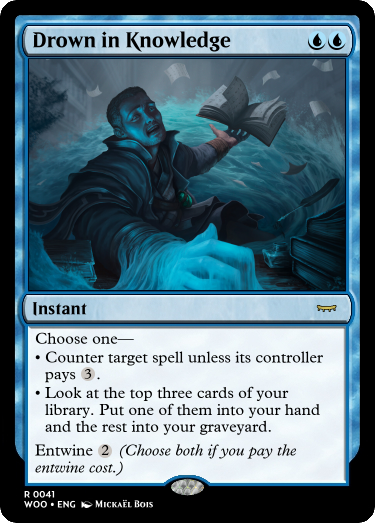 Drown in Knowledge
Instant
Choose one—
• Counter target spell unless its controller
pays 3.
• Look at the top three cards of your
library. Put one of them into your hand
and the rest into your graveyard.
Entwine 2 (Choose both if you pay the
entwine cost.)
R 0041
WOO • ENG Mickaël Bois